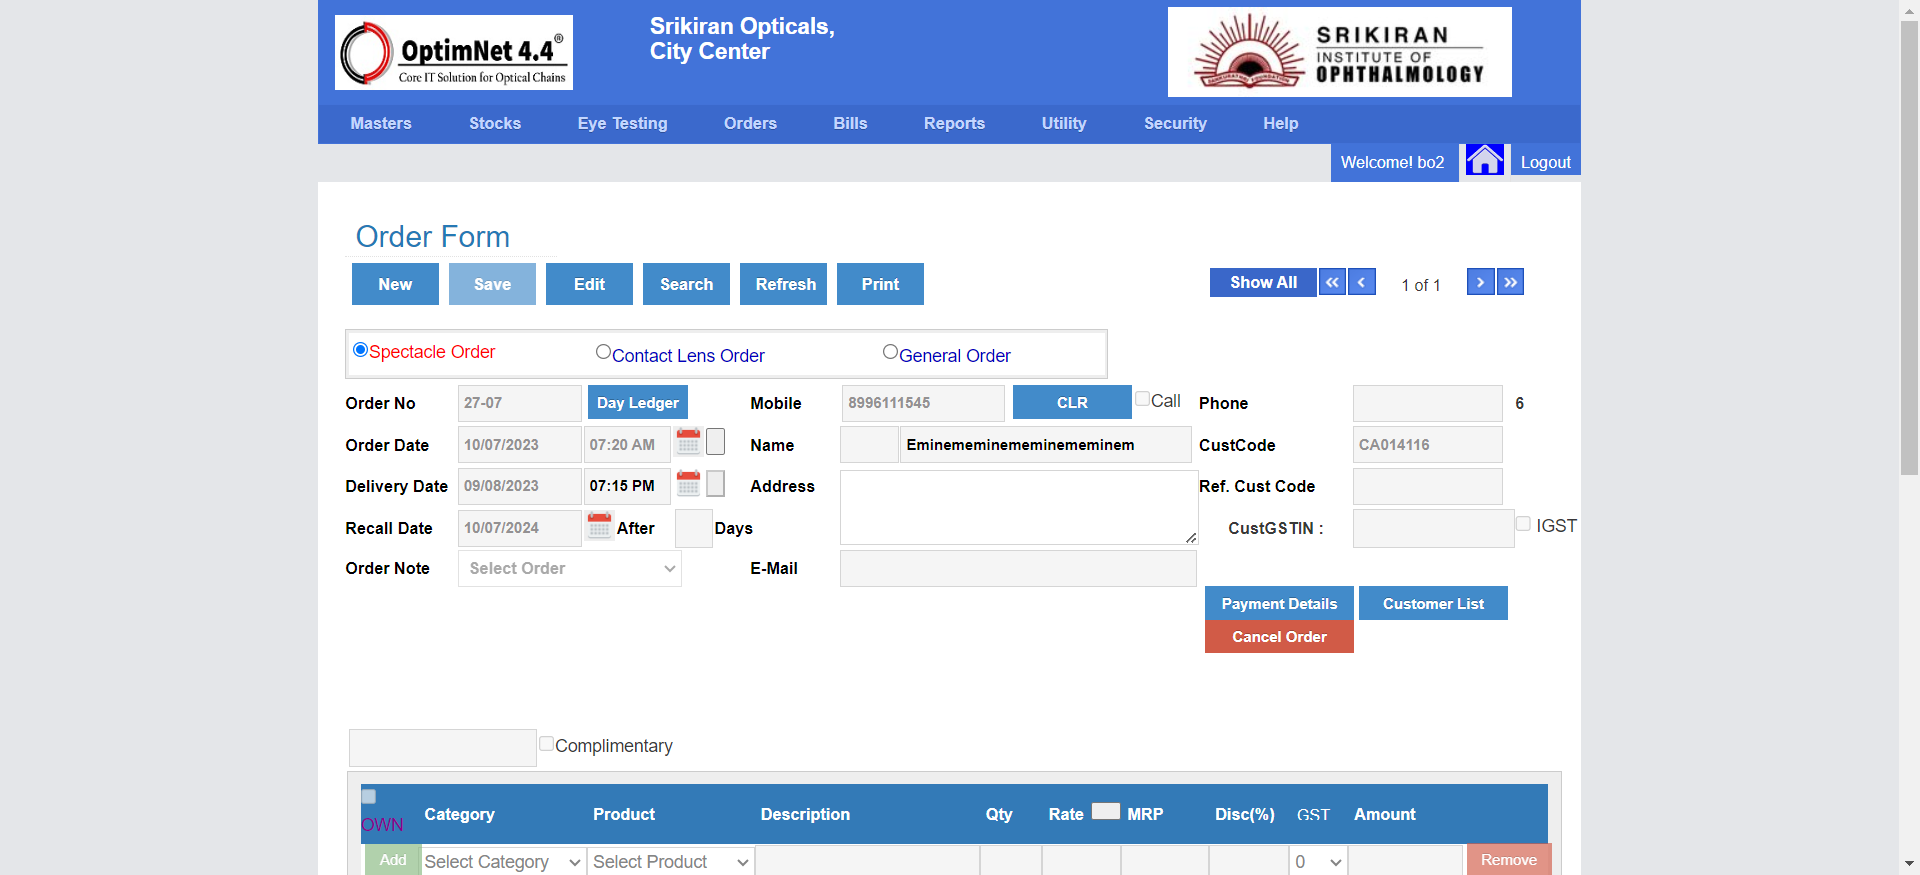 OptimNet 4.4®
Core IT Solution for Optical Chains
Srikiran Opticals,
City Center
SRIKIRAN
INSTITUTE OF
OPHTHALMOLOGY
Masters Stocks Eye Testing Orders Bills Reports Utility Security Help
Welcome! bo2 Logout
Order Form
New Save Edit Search Refresh Print Show All « ‹ 1 of 1 › »
Spectacle Order Contact Lens Order General Order
Order No 27-07 Day Ledger Mobile 8996111545 CLR Call Phone 6
Order Date 10/07/2023 07:20 AM Name Eminememinememinememinem CustCode CA014116
Delivery Date 09/08/2023 07:15 PM Address Ref. Cust Code
Recall Date 10/07/2024 After Days CustGSTIN : IGST
Order Note Select Order E-Mail
Payment Details Customer List
Cancel Order
Complimentary
OWN Category Product Description Qty Rate MRP Disc(%) GST Amount
Add Select Category Select Product 0 Remove